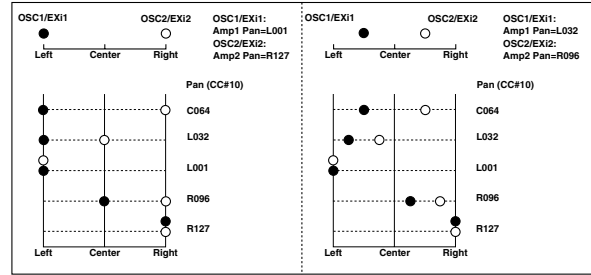 OSC1/EXi1 OSC2/EXi2
OSC1/EXi1:
Amp1 Pan=L001
OSC2/EXi2:
Amp2 Pan=R127
Left Center Right
Pan (CC#10)
C064
L032
L001
R096
R127
Left Center Right
OSC1/EXi1 OSC2/EXi2
OSC1/EXi1:
Amp1 Pan=L032
OSC2/EXi2:
Amp2 Pan=R096
Left Center Right
Pan (CC#10)
C064
L032
L001
R096
R127
Left Center Right